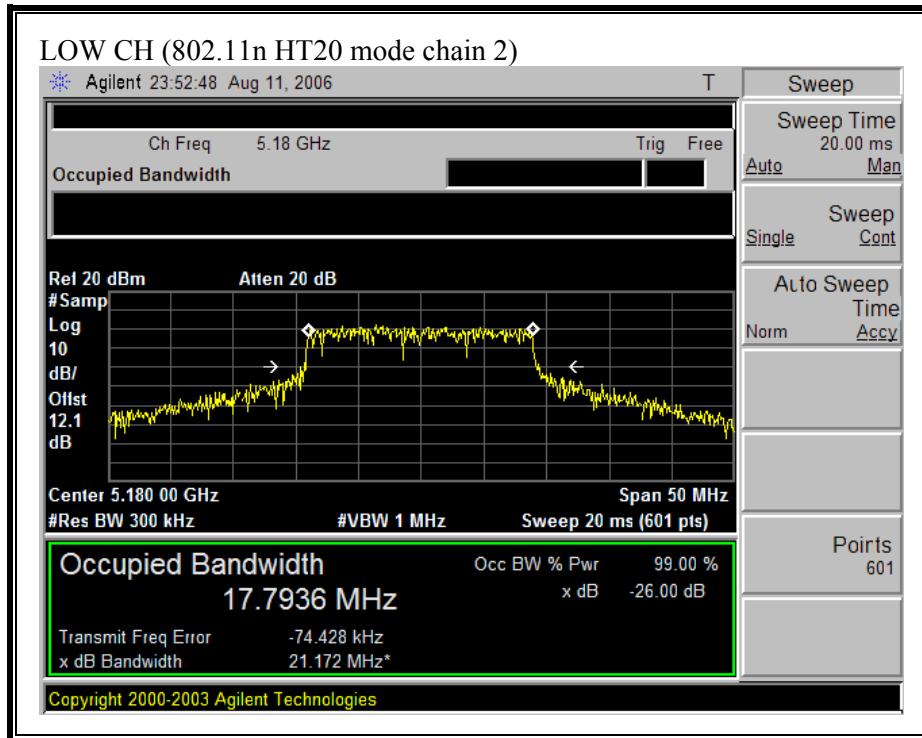 LOW CH (802.11n HT20 mode chain 2)
Agilent 23:52:48 Aug 11, 2006 T
Sweep
Ch Freq 5.18 GHz Trig Free
Occupied Bandwidth
Sweep Time
20.00 ms
Auto Man
Sweep
Single Cont
Auto Sweep
Time
Norm Accy
Points
601
Ref 20 dBm Atten 20 dB
#Samp
Log
10
dB/
Offst
12.1
dB
Center 5.180 00 GHz Span 50 MHz
#Res BW 300 kHz #VBW 1 MHz Sweep 20 ms (601 pts)
Occupied Bandwidth Occ BW % Pwr 99.00 %
17.7936 MHz x dB -26.00 dB
Transmit Freq Error -74.428 kHz
x dB Bandwidth 21.172 MHz*
Copyright 2000-2003 Agilent Technologies